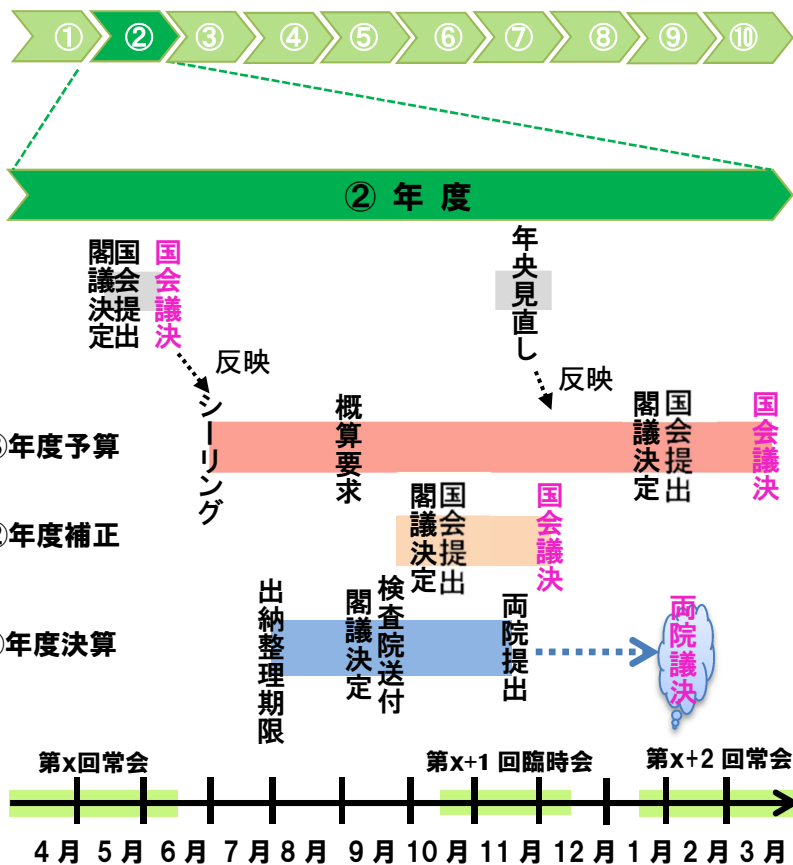 ① ② ③ ④ ⑤ ⑥ ⑦ ⑧ ⑨ ⑩
② 年 度
閣議決定
国会提出
国会議決
年央見直し
反映
反映
年度予算
シーリング
概算要求
閣議決定
国会提出
国会議決
年度補正
閣議決定
国会提出
国会議決
年度決算
出納整理期限
閣議決定
検査院送付
両院提出
両院議決
第x回常会
第x+1 回臨時会
第x+2 回常会
4 月 5 月 6 月 7 月 8 月 9 月 10 月 11 月 12 月 1 月 2 月 3 月